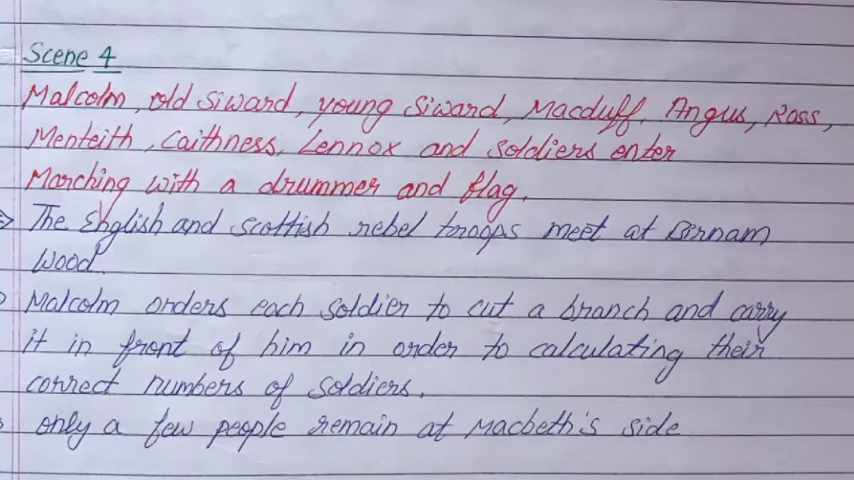 Scene 4
Malcolm, old Siward, young Siward, Macduff, Angus, Ross,
Menteith, Caithness, Lennox and soldiers enter
Marching with a drummer and flag.
⇒ The English and scottish rebel troops meet at Birnam
Wood.
Malcolm orders each soldier to cut a branch and carry
it in front of him in order to calculating their
correct numbers of soldiers.
only a few people remain at Macbeth's side